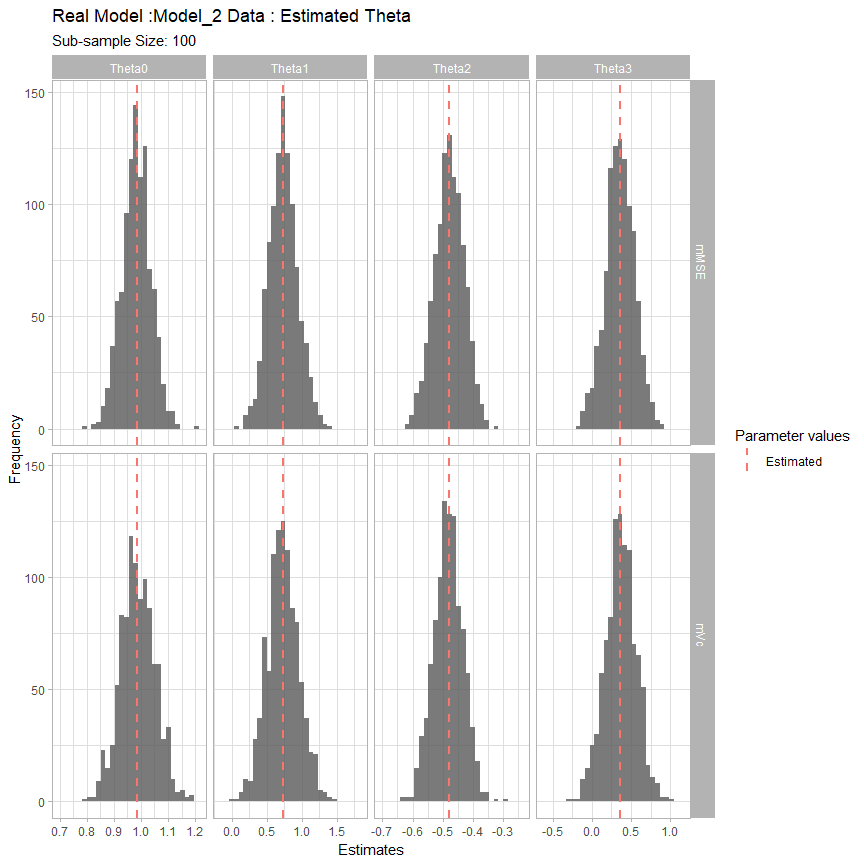 Real Model :Model_2 Data : Estimated Theta
Sub-sample Size: 100
Theta0 Theta1 Theta2 Theta3
150
100
50
0
mMSE
Frequency
150
100
50
0
mVc
0.7 0.8 0.9 1.0 1.1 1.2 0.0 0.5 1.0 1.5 -0.7 -0.6 -0.5 -0.4 -0.3 -0.5 0.0 0.5 1.0
Estimates
Parameter values
Estimated